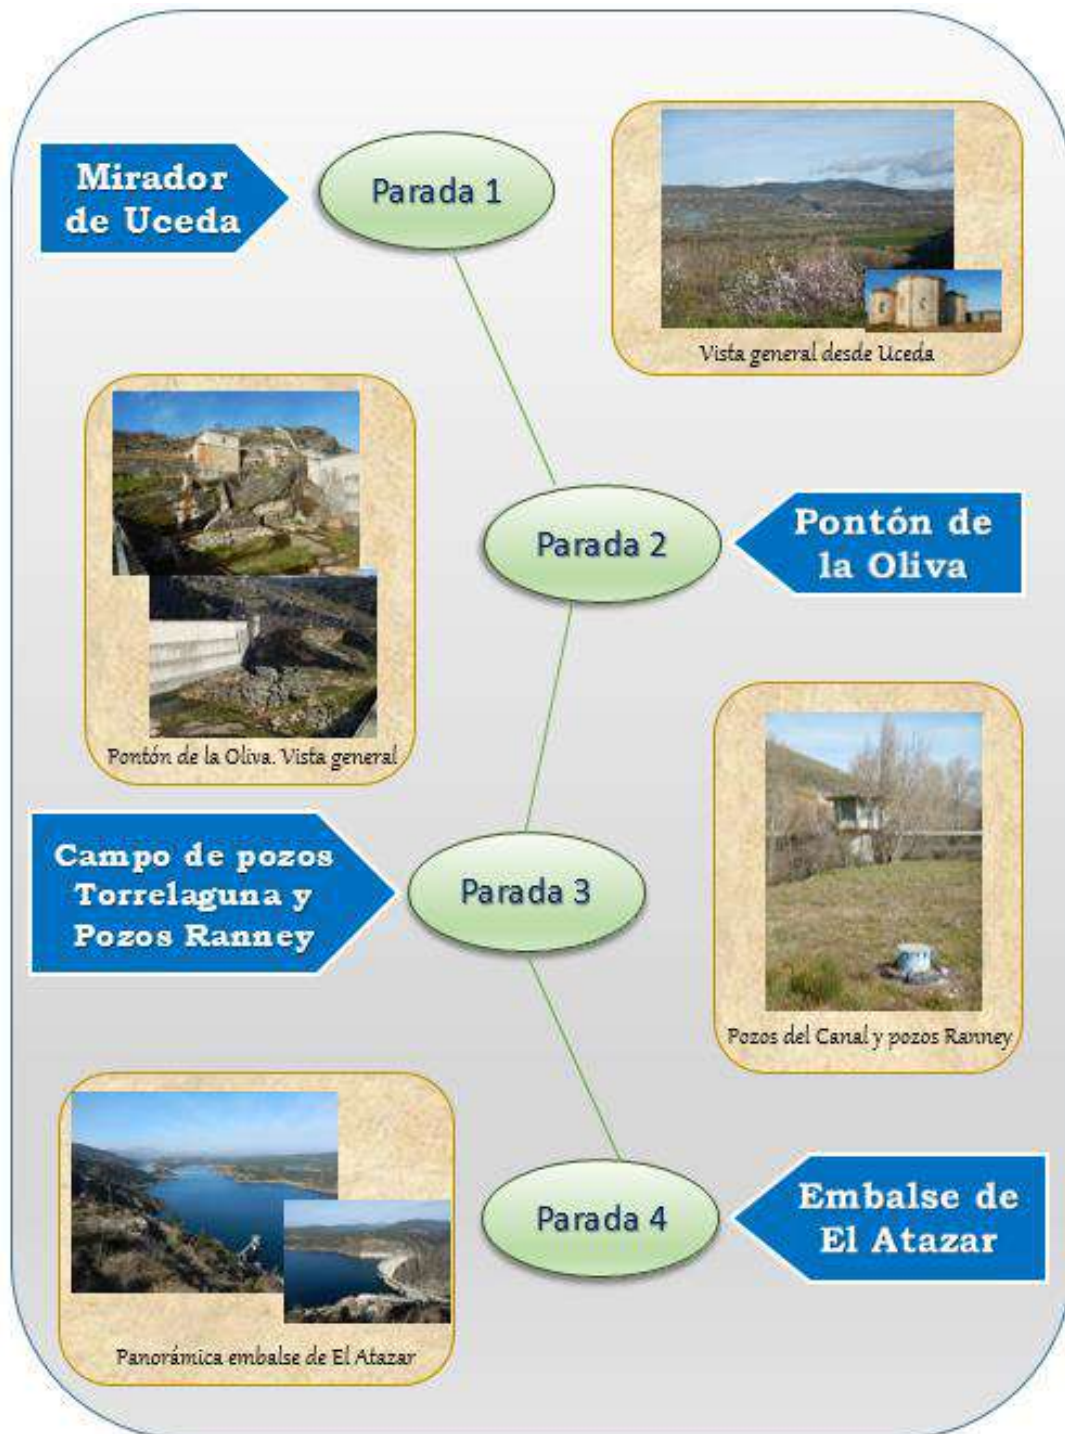 Mirador
de Uceda
Parada 1
Vista general desde Uceda
Parada 2
Pontón de
la Oliva
Pontón de la Oliva. Vista general
Campo de pozos
Torrelaguna y
Pozos Ranney
Parada 3
Pozos del Canal y pozos Ranney
Parada 4
Embalse de
El Atazar
Panorámica embalse de El Atazar